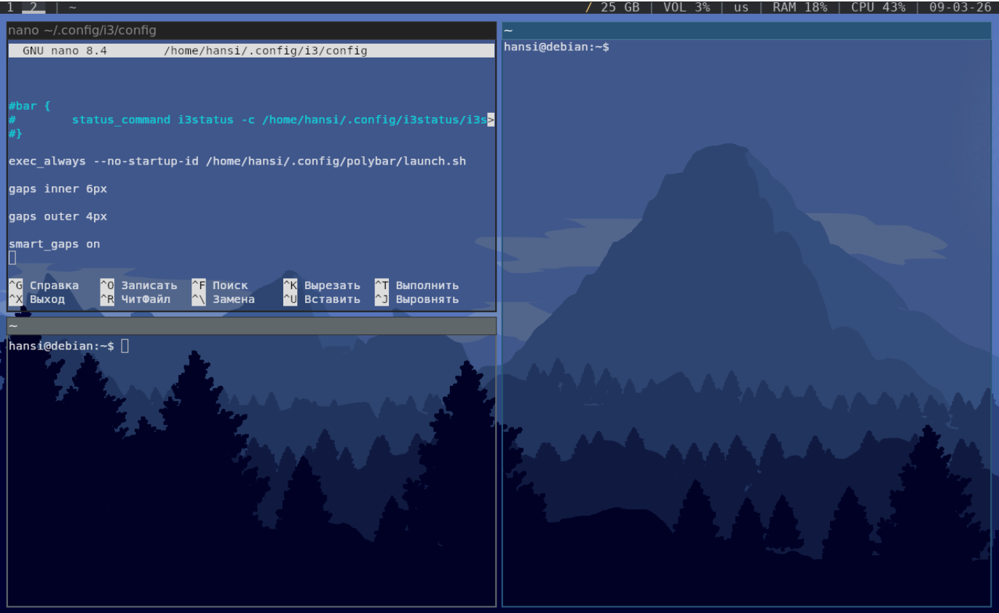 1 2 | ~ / 25 GB | VOL 3% | us | RAM 18% | CPU 43% | 09-03-26
nano ~/.config/i3/config
GNU nano 8.4 /home/hansi/.config/i3/config
#bar {
# status_command i3status -c /home/hansi/.config/i3status/i3s>
#}
exec_always --no-startup-id /home/hansi/.config/polybar/launch.sh
gaps inner 6px
gaps outer 4px
smart_gaps on
^G Справка ^O Записать ^F Поиск ^K Вырезать ^T Выполнить
^X Выход ^R ЧитФайл ^\ Замена ^U Вставить ^J Выровнять
~
hansi@debian:~$
~
hansi@debian:~$